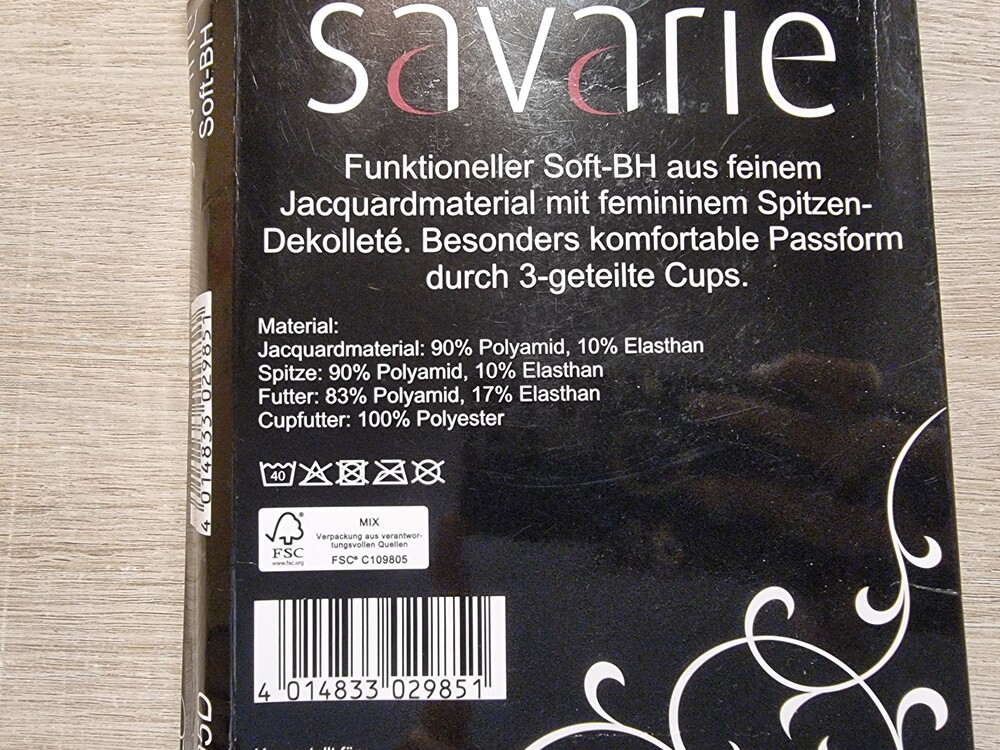 savarie
Funktioneller Soft-BH aus feinem
Jacquardmaterial mit femininem Spitzen-
Dekolleté. Besonders komfortable Passform
durch 3-geteilte Cups.
Material:
Jacquardmaterial: 90% Polyamid, 10% Elasthan
Spitze: 90% Polyamid, 10% Elasthan
Futter: 83% Polyamid, 17% Elasthan
Cupfutter: 100% Polyester
40
FSC®
www.fsc.org
MIX
Verpackung aus verantwor-
tungsvollen Quellen
FSC® C109805
4 014833 029851
Soft-BH
4 014833 029851